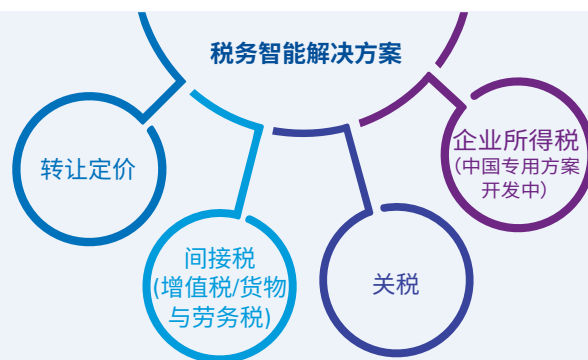 税务智能解决方案
转让定价
间接税
(增值税/货物
与劳务税)
关税
企业所得税
(中国专用方案
开发中)